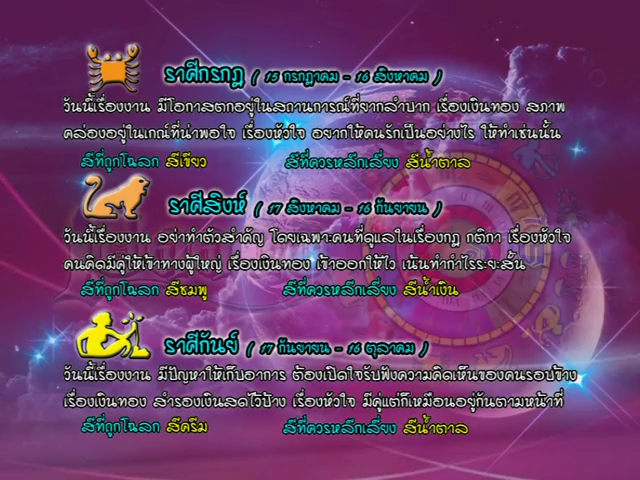 ราศีกรกฎ ( 15 กรกฎาคม - 16 สิงหาคม )
วันนี้เรื่องงาน มีโอกาสตกอยู่ในสถานการณ์ที่ยากลำบาก เรื่องเงินทอง สภาพ
คล่องอยู่ในเกณฑ์ที่น่าพอใจ เรื่องหัวใจ อยากให้คนรักเป็นอย่างไร ให้ทำเช่นนั้น
สีที่ถูกโฉลก สีเขียว สีที่ควรหลีกเลี่ยง สีน้ำตาล
ราศีสิงห์ ( 17 สิงหาคม - 16 กันยายน )
วันนี้เรื่องงาน อย่าทำตัวสำคัญ โดยเฉพาะคนที่ดูแลในเรื่องกฎ กติกา เรื่องหัวใจ
คนคิดมีคู่ให้เข้าทางผู้ใหญ่ เรื่องเงินทอง เข้าออกให้ไว เน้นทำกำไรระยะสั้น
สีที่ถูกโฉลก สีชมพู สีที่ควรหลีกเลี่ยง สีน้ำเงิน
ราศีกันย์ ( 17 กันยายน - 16 ตุลาคม )
วันนี้เรื่องงาน มีปัญหาให้เก็บอาการ ต้องเปิดใจรับฟังความคิดเห็นของคนรอบข้าง
เรื่องเงินทอง สำรองเงินสดไว้บ้าง เรื่องหัวใจ มีคู่แต่ก็เหมือนอยู่กันตามหน้าที่
สีที่ถูกโฉลก สีครีม สีที่ควรหลีกเลี่ยง สีน้ำตาล